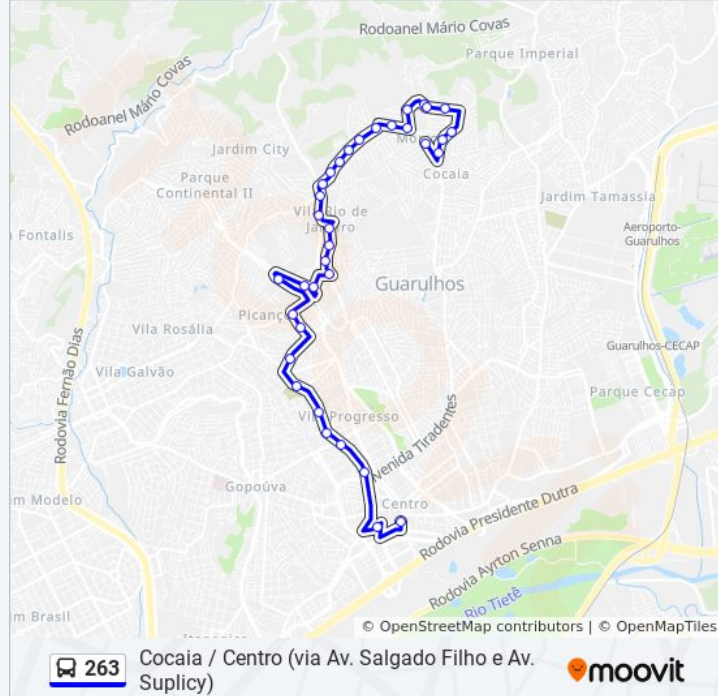 Rodoanel Mário Covas
Parque Imperial
Rodoanel Mário Covas
Jardim City
Mo
Cocaia
Parque
Continental II
Jardim Tamassia
Vila Rio de
Janeiro
Aeroporto-
Guarulhos
a Fontalis
Guarulhos
Picanço
Vila Rosália
Guarulhos-CECAP
Vila Galvão
Parque Cecap
Rodovia Fernão Dias
Vila Progresso
Avenida Tiradentes
Gopoúva
im Modelo
Centro
Rodovia Presidente Dutra
Rodovia Ayrton Senna
Rio Tietê
im Brasil
© OpenStreetMap contributors | © OpenMapTiles
263
Cocaia / Centro (via Av. Salgado Filho e Av.
Suplicy)
moovit